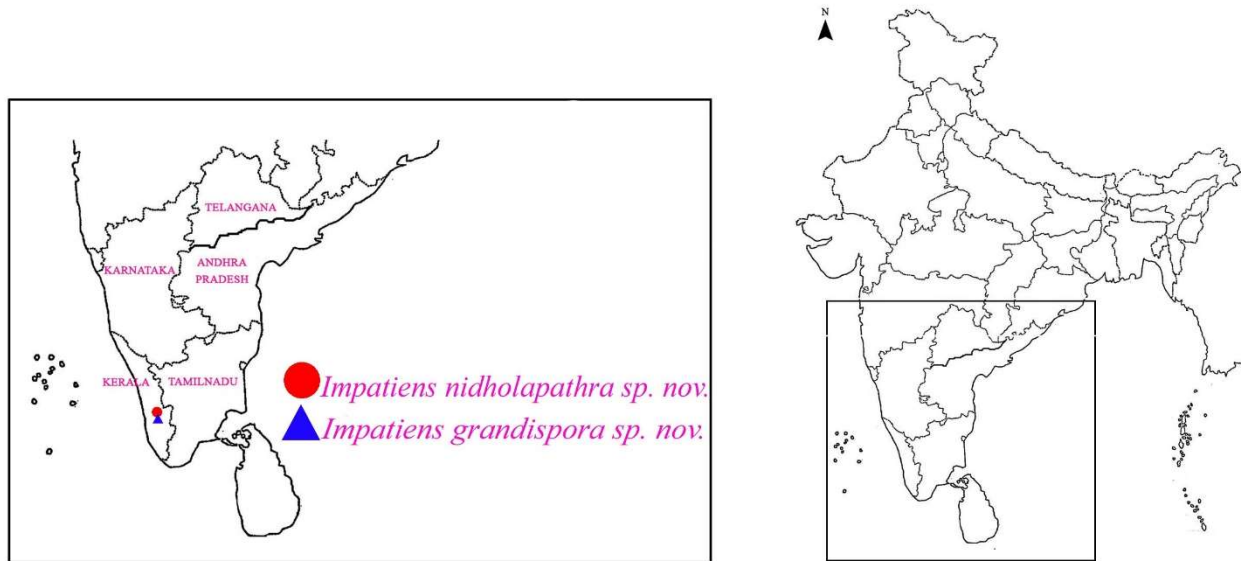 N
TELANGANA
KARNATAKA
ANDHRA
PRADESH
KERALA
TAMILNADU
Impatiens nidholapathra sp. nov.
Impatiens grandispora sp. nov.